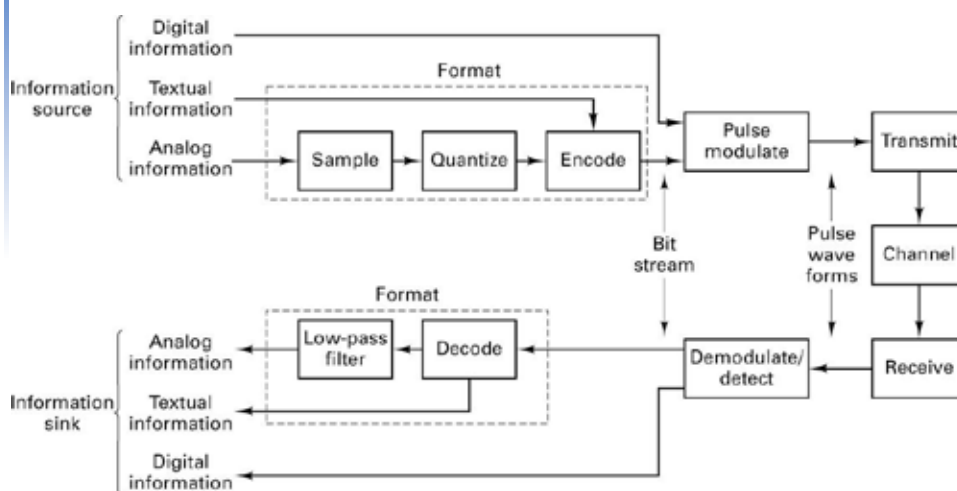 Digital
information
Format
Information
source
Textual
information
Analog
information
Sample
Quantize
Encode
Pulse
modulate
Transmit
Bit
stream
Pulse
wave
forms
Channel
Format
Analog
information
Low-pass
filter
Decode
Demodulate/
detect
Receive
Information
sink
Textual
information
Digital
information